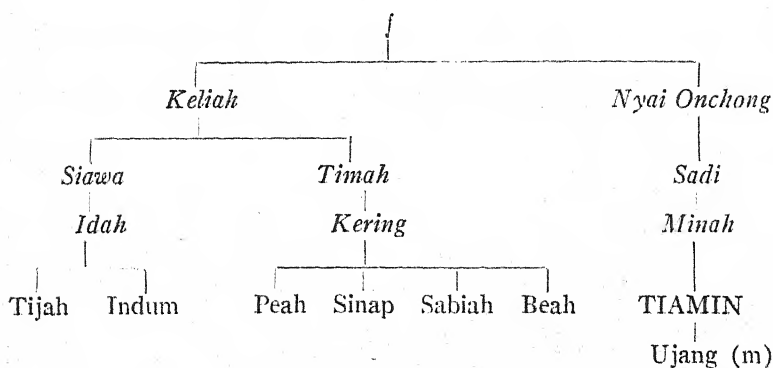 f
Keliah Nyai Onchong
Siawa Timah Sadi
Idah Kering Minah
Tijah Indum Peah Sinap Sabiah Beah TIAMIN
Ujang (m)